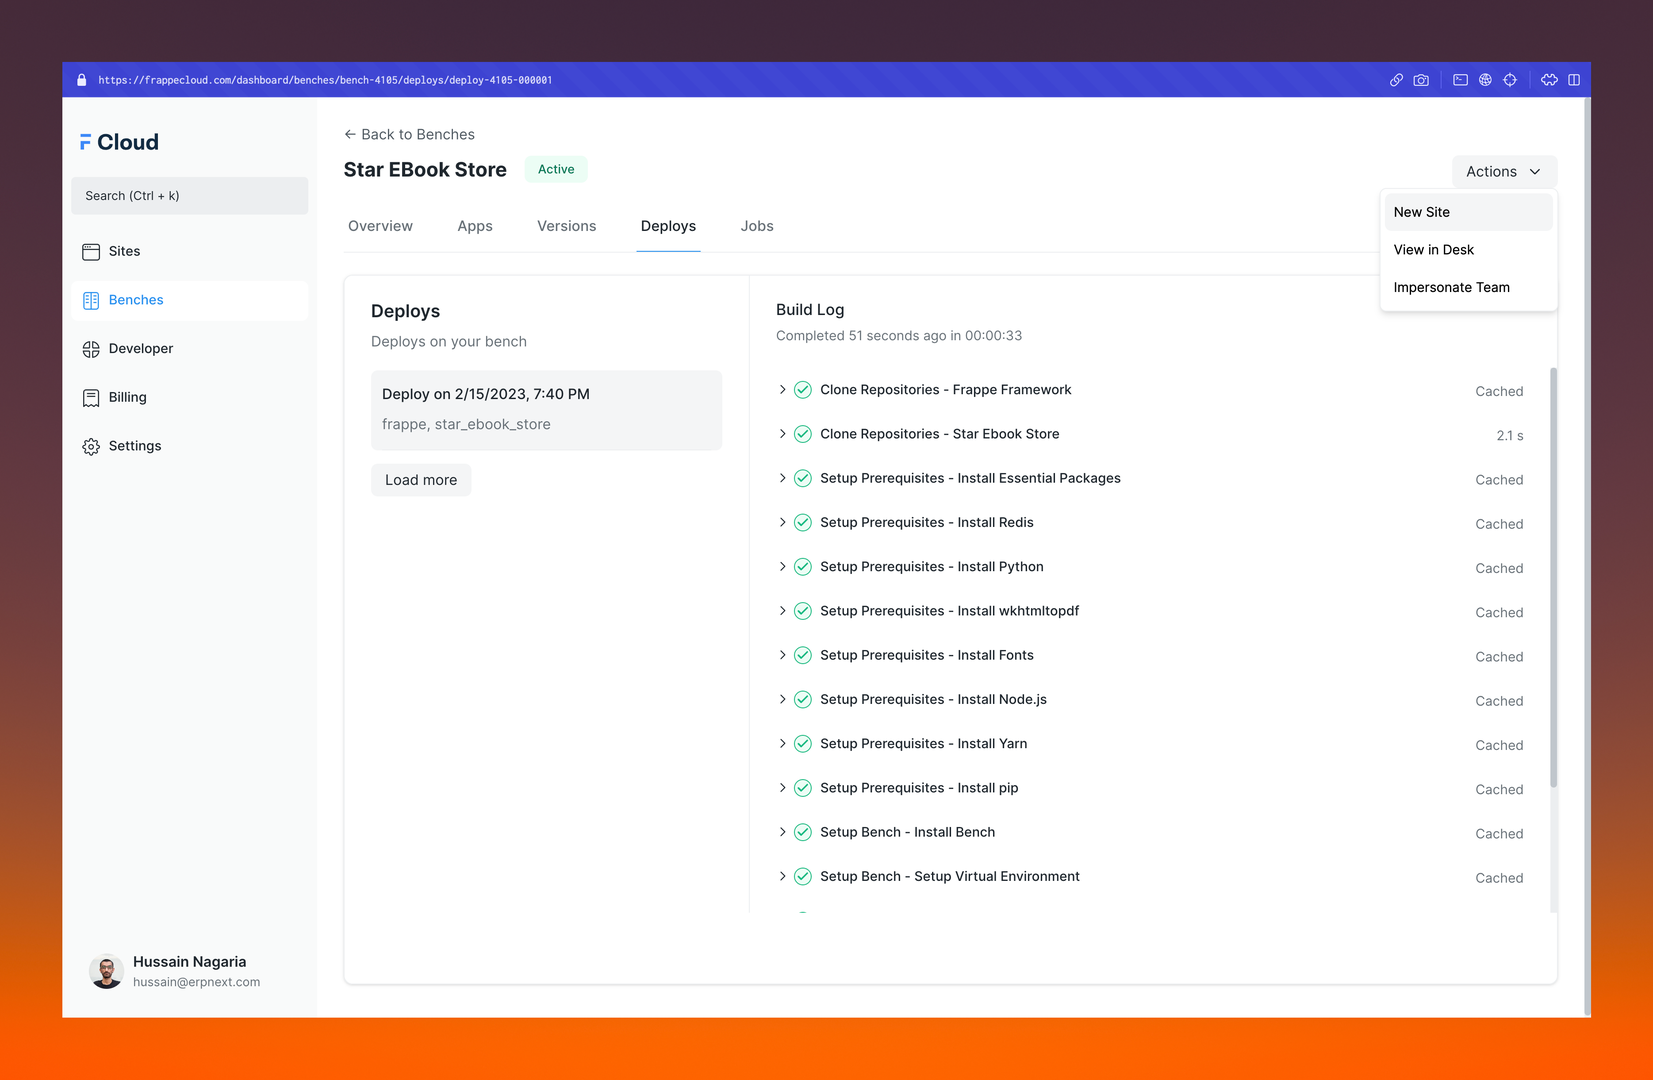 https://frappecloud.com/dashboard/benches/bench-4105/deploys/deploy-4105-000001
F Cloud
Search (Ctrl + k)
Sites
Benches
Developer
Billing
Settings
Hussain Nagaria
hussain@erpnext.com
← Back to Benches
Star EBook Store Active
Actions
New Site
View in Desk
Impersonate Team
Overview Apps Versions Deploys Jobs
Deploys
Deploys on your bench
Deploy on 2/15/2023, 7:40 PM
frappe, star_ebook_store
Load more
Build Log
Completed 51 seconds ago in 00:00:33
Clone Repositories - Frappe Framework Cached
Clone Repositories - Star Ebook Store 2.1 s
Setup Prerequisites - Install Essential Packages Cached
Setup Prerequisites - Install Redis Cached
Setup Prerequisites - Install Python Cached
Setup Prerequisites - Install wkhtmltopdf Cached
Setup Prerequisites - Install Fonts Cached
Setup Prerequisites - Install Node.js Cached
Setup Prerequisites - Install Yarn Cached
Setup Prerequisites - Install pip Cached
Setup Bench - Install Bench Cached
Setup Bench - Setup Virtual Environment Cached